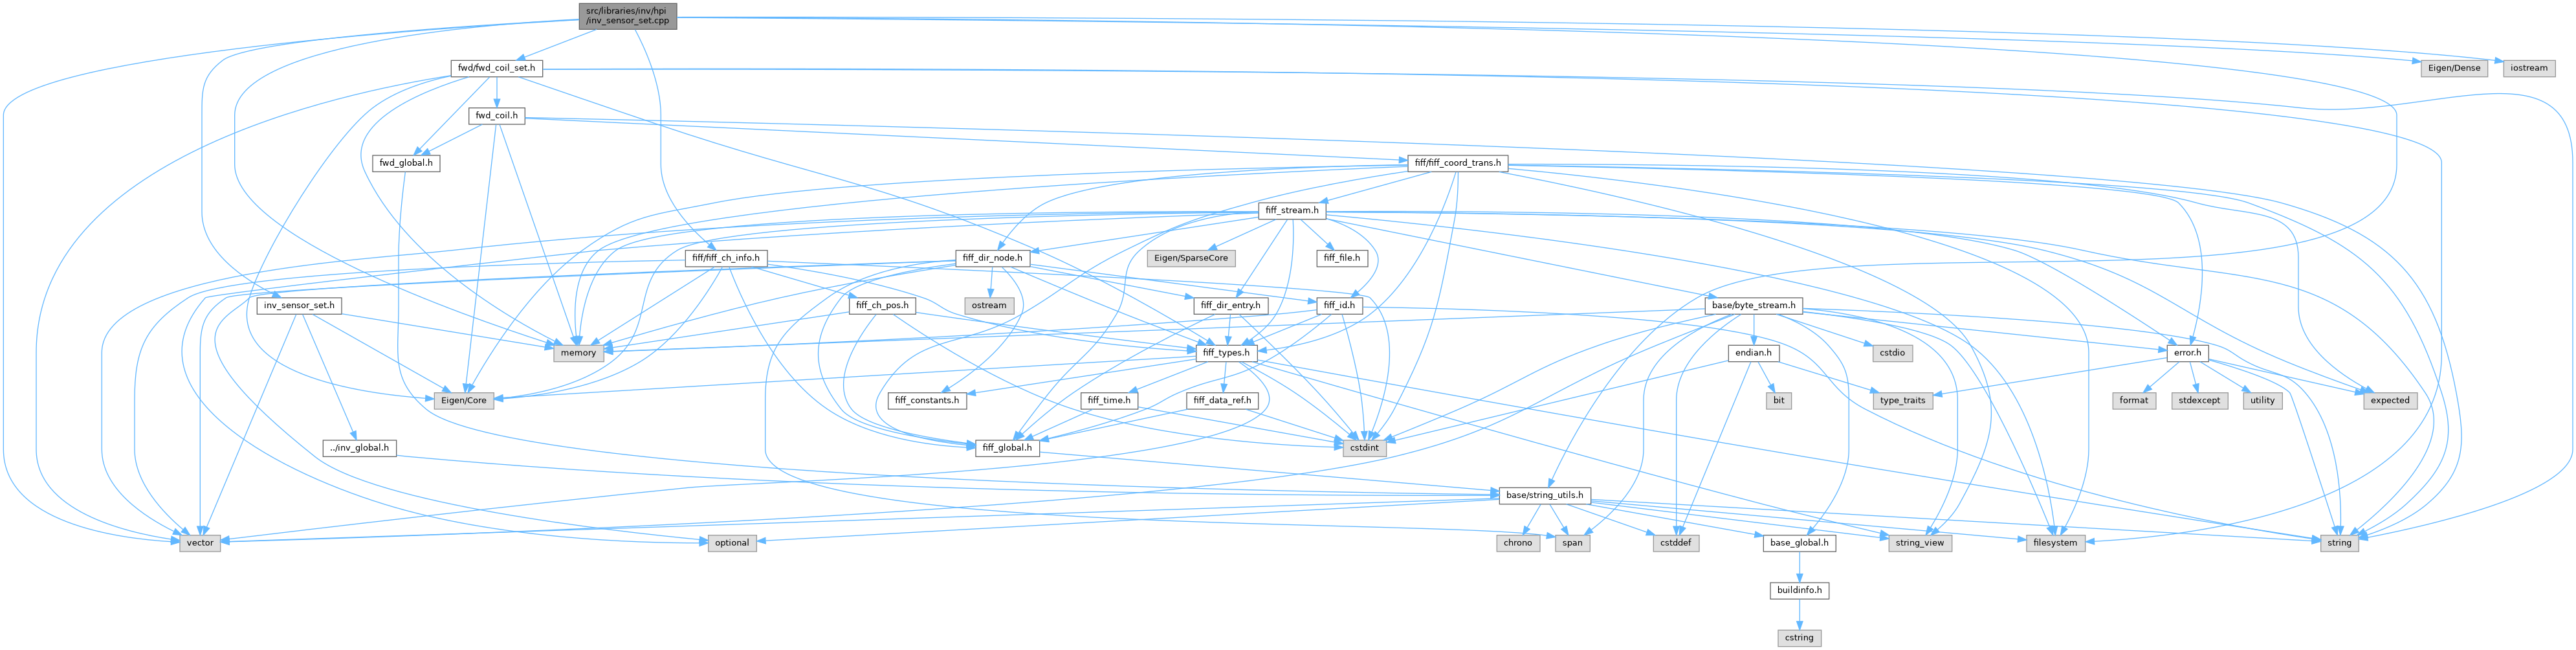 src/libraries/inv/hpi
/inv_sensor_set.cpp
fwd/fwd_coil_set.h
Eigen/Dense
iostream
fwd_coil.h
fwd_global.h
fiff/fiff_coord_trans.h
fiff_stream.h
fiff/fiff_ch_info.h
fiff_dir_node.h
Eigen/SparseCore
fiff_file.h
inv_sensor_set.h
fiff_ch_pos.h
ostream
fiff_dir_entry.h
fiff_id.h
base/byte_stream.h
memory
fiff_types.h
endian.h
cstdio
error.h
Eigen/Core
fiff_constants.h
fiff_time.h
fiff_data_ref.h
bit
type_traits
format
stdexcept
utility
expected
../inv_global.h
fiff_global.h
cstdint
base/string_utils.h
vector
optional
chrono
span
cstddef
base_global.h
string_view
filesystem
string
buildinfo.h
cstring